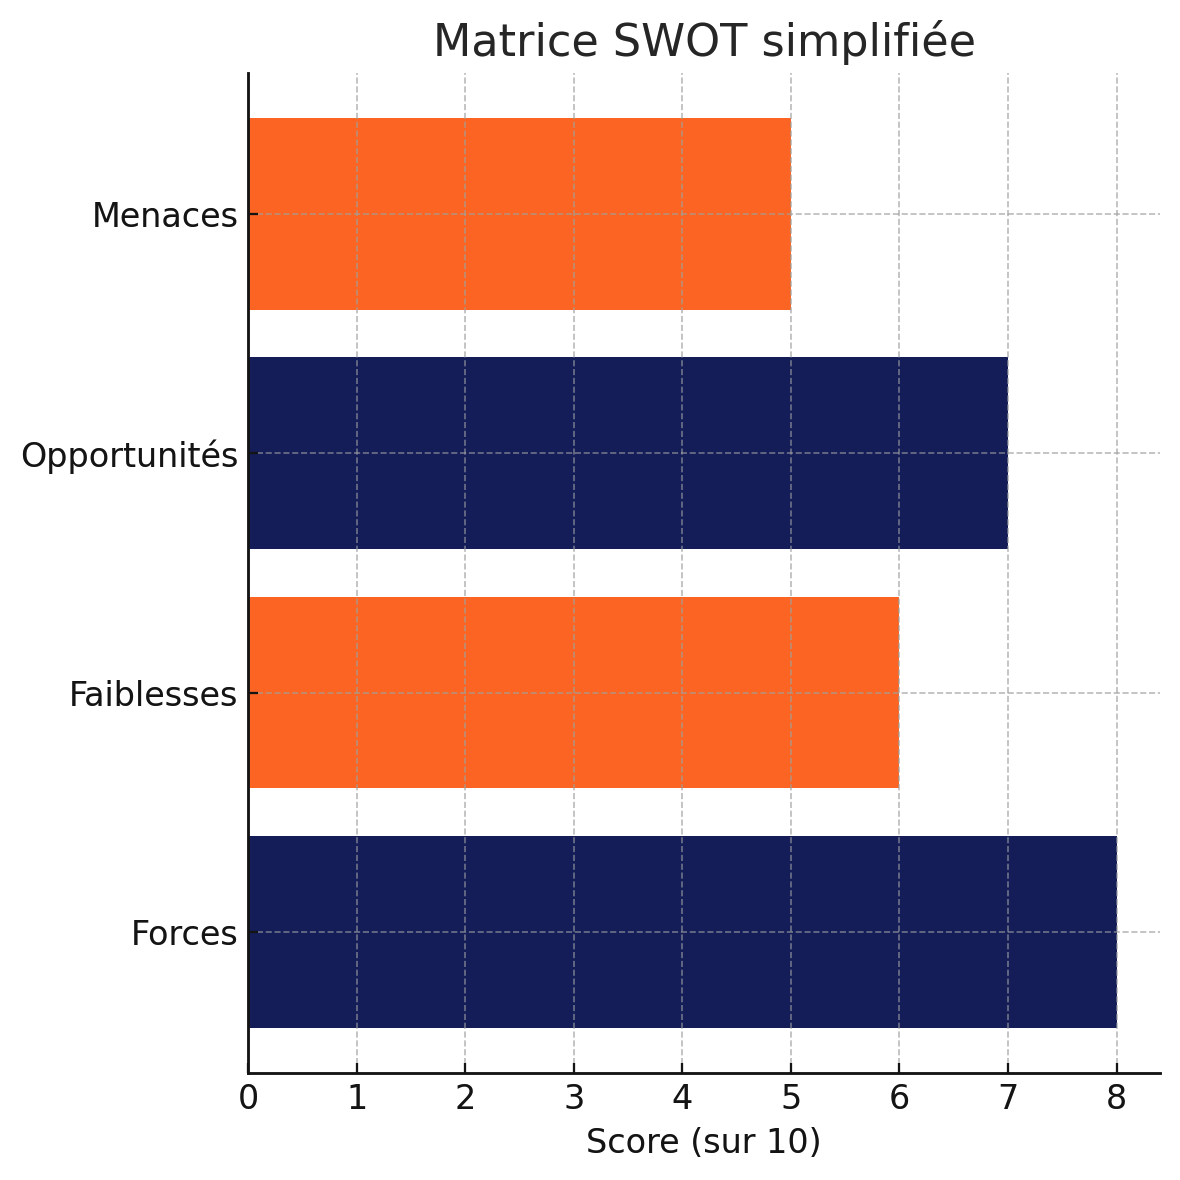 Matrice SWOT simplifiée
Menaces
Opportunités
Faiblesses
Forces
0 1 2 3 4 5 6 7 8
Score (sur 10)